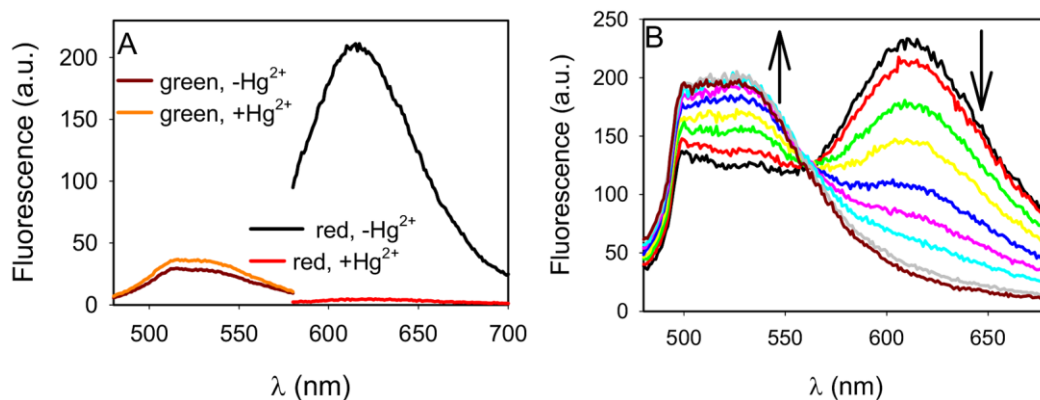 A
200
150
100
50
0
Fluorescence (a.u.)
green, -Hg²⁺
green, +Hg²⁺
red, -Hg²⁺
red, +Hg²⁺
500 550 600 650 700
λ (nm)
B
250
200
150
100
50
0
Fluorescence (a.u.)
500 550 600 650
λ (nm)